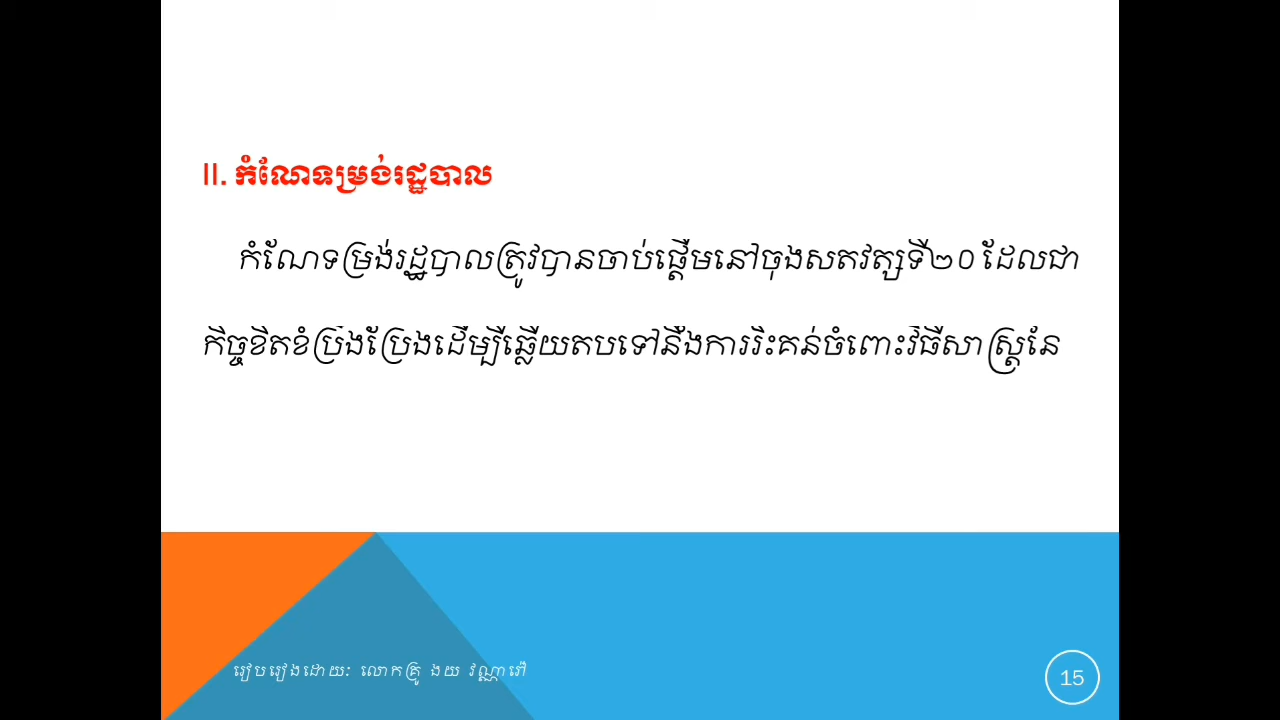 II. កំណែទម្រង់រដ្ឋបាល
កំណែទម្រង់រដ្ឋបាលត្រូវបានចាប់ផ្ដើមនៅចុងសតវត្សទី២០ ដែលជា
កិច្ចខិតខំប្រឹងប្រែងដើម្បីឆ្លើយតបទៅនឹងការរិះគន់ចំពោះវិធីសាស្ត្រនៃ
រៀបរៀងដោយ: លោកគ្រូ ងយ វណ្ណារៅ
15